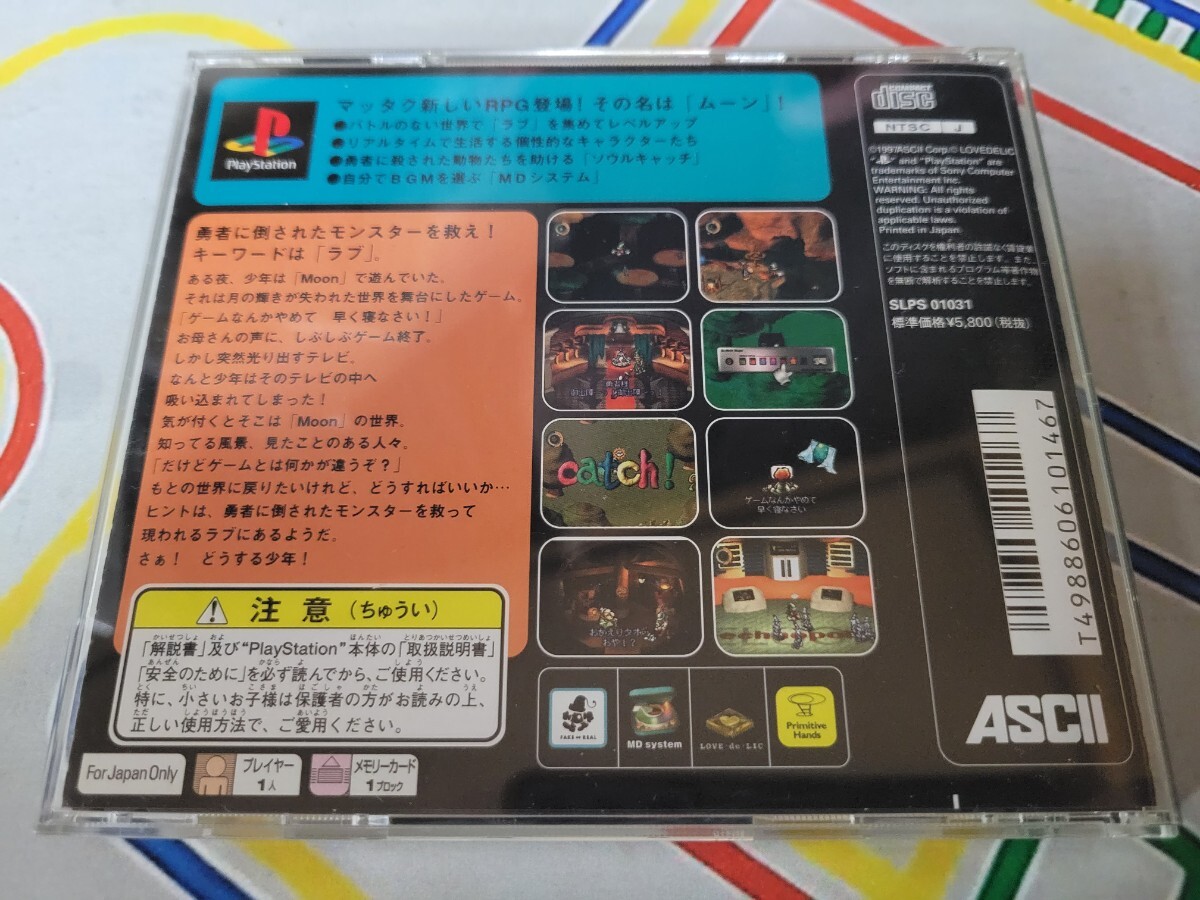 PlayStation
マッタク新しいRPG登場！その名は「ムーン」！
●バトルのない世界で「ラブ」を集めてレベルアップ
●リアルタイムで生活する個性的なキャラクターたち
●勇者に殺された動物たちを助ける「ソウルキャッチ」
●自分でBGMを選ぶ「MDシステム」
勇者に倒されたモンスターを救え！
キーワードは「ラブ」。
ある夜、少年は「Moon」で遊んでいた。
それは月の輝きが失われた世界を舞台にしたゲーム。
「ゲームなんかやめて　早く寝なさい！」
お母さんの声に、しぶしぶゲーム終了。
しかし突然光り出すテレビ。
なんと少年はそのテレビの中へ
吸い込まれてしまった！
気が付くとそこは「Moon」の世界。
知ってる風景、見たことのある人々。
「だけどゲームとは何かが違うぞ？」
もとの世界に戻りたいけれど、どうすればいいか…
ヒントは、勇者に倒されたモンスターを救って
現われるラブにあるようだ。
さぁ！　どうする少年！
注意（ちゅうい）
「解説書」及び“PlayStation”本体の「取扱説明書」
「安全のために」を必ず読んでから、ご使用ください。
特に、小さいお子様は保護者の方がお読みの上、
正しい使用方法で、ご愛用ください。
For Japan Only
プレイヤー
1人
メモリーカード
1ブロック
catch!
ゲームなんかやめて
早く寝なさい
FAKE or REAL
MD system
LOVE・de・LIC
Primitive
Hands
COMPACT
disc
NTSC J
©1997ASCII Corp.© LOVEDELIC
" " and "PlayStation" are
trademarks of Sony Computer
Entertainment Inc.
WARNING: All rights
reserved. Unauthorized
duplication is a violation of
applicable laws.
Printed in Japan
このディスクを権利者の許諾なく賃貸業
に使用することを禁止します。また、
ソフトに含まれるプログラム等著作物
を無断で解析することを禁止します。
SLPS 01031
標準価格¥5,800（税抜）
T4988606101467
ASCII